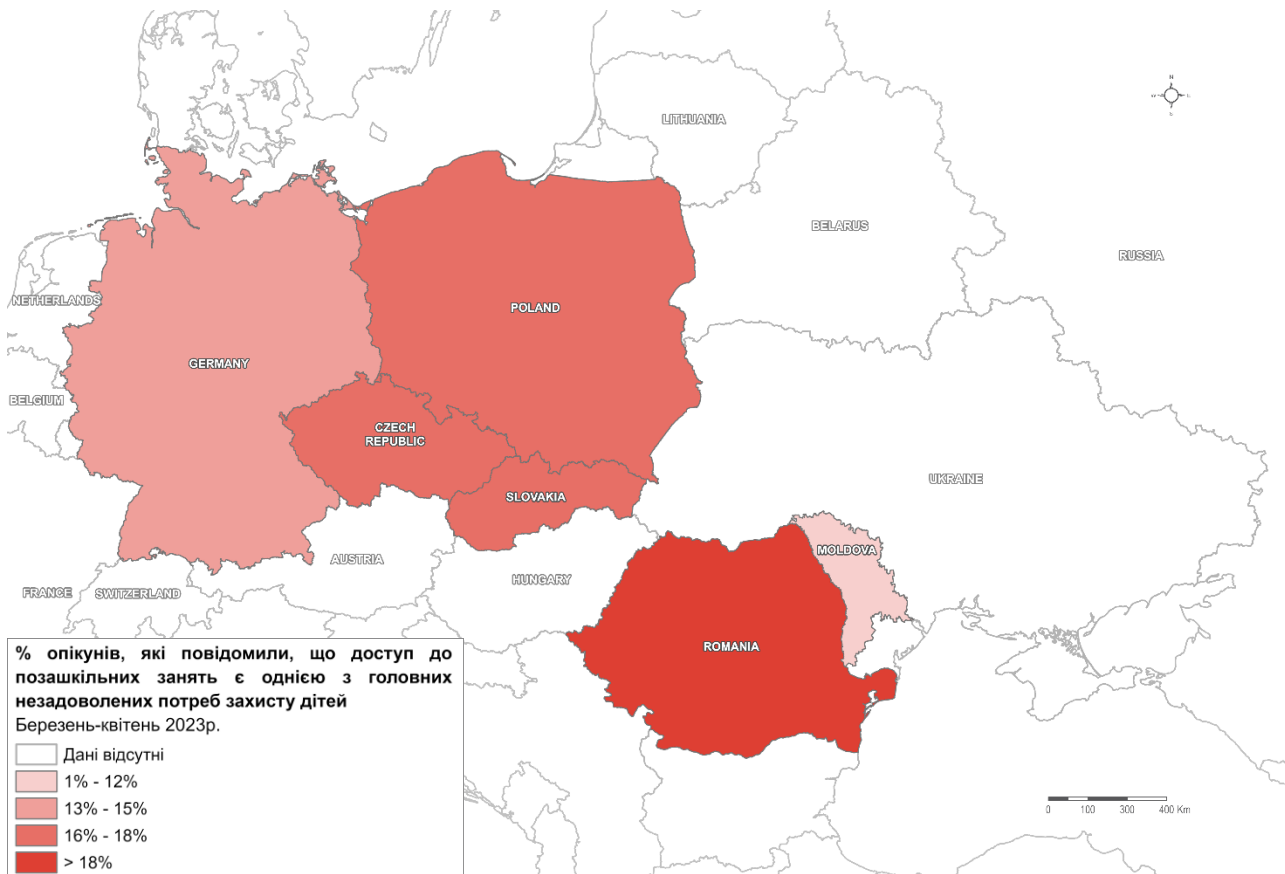 LITHUANIA
BELARUS
RUSSIA
NETHERLANDS
POLAND
GERMANY
BELGIUM
CZECH
REPUBLIC
UKRAINE
SLOVAKIA
MOLDOVA
AUSTRIA
HUNGARY
FRANCE
SWITZERLAND
ROMANIA
% опікунів, які повідомили, що доступ до
позашкільних занять є однією з головних
незадоволених потреб захисту дітей
Березень-квітень 2023р.
Дані відсутні
1% - 12%
13% - 15%
16% - 18%
> 18%
0 100 200 300 400 Km